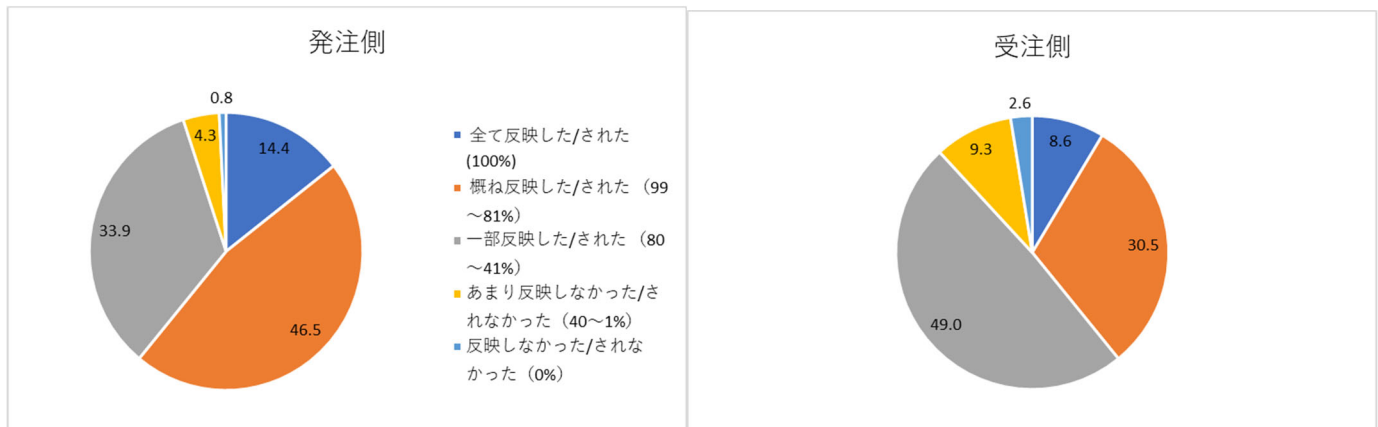 発注側
0.8
4.3
14.4
33.9
46.5
全て反映した/された
(100%)
概ね反映した/された（99
～81%）
一部反映した/された（80
～41%）
あまり反映しなかった/さ
れなかった（40～1%）
反映しなかった/されな
かった（0%）
受注側
2.6
9.3
8.6
30.5
49.0